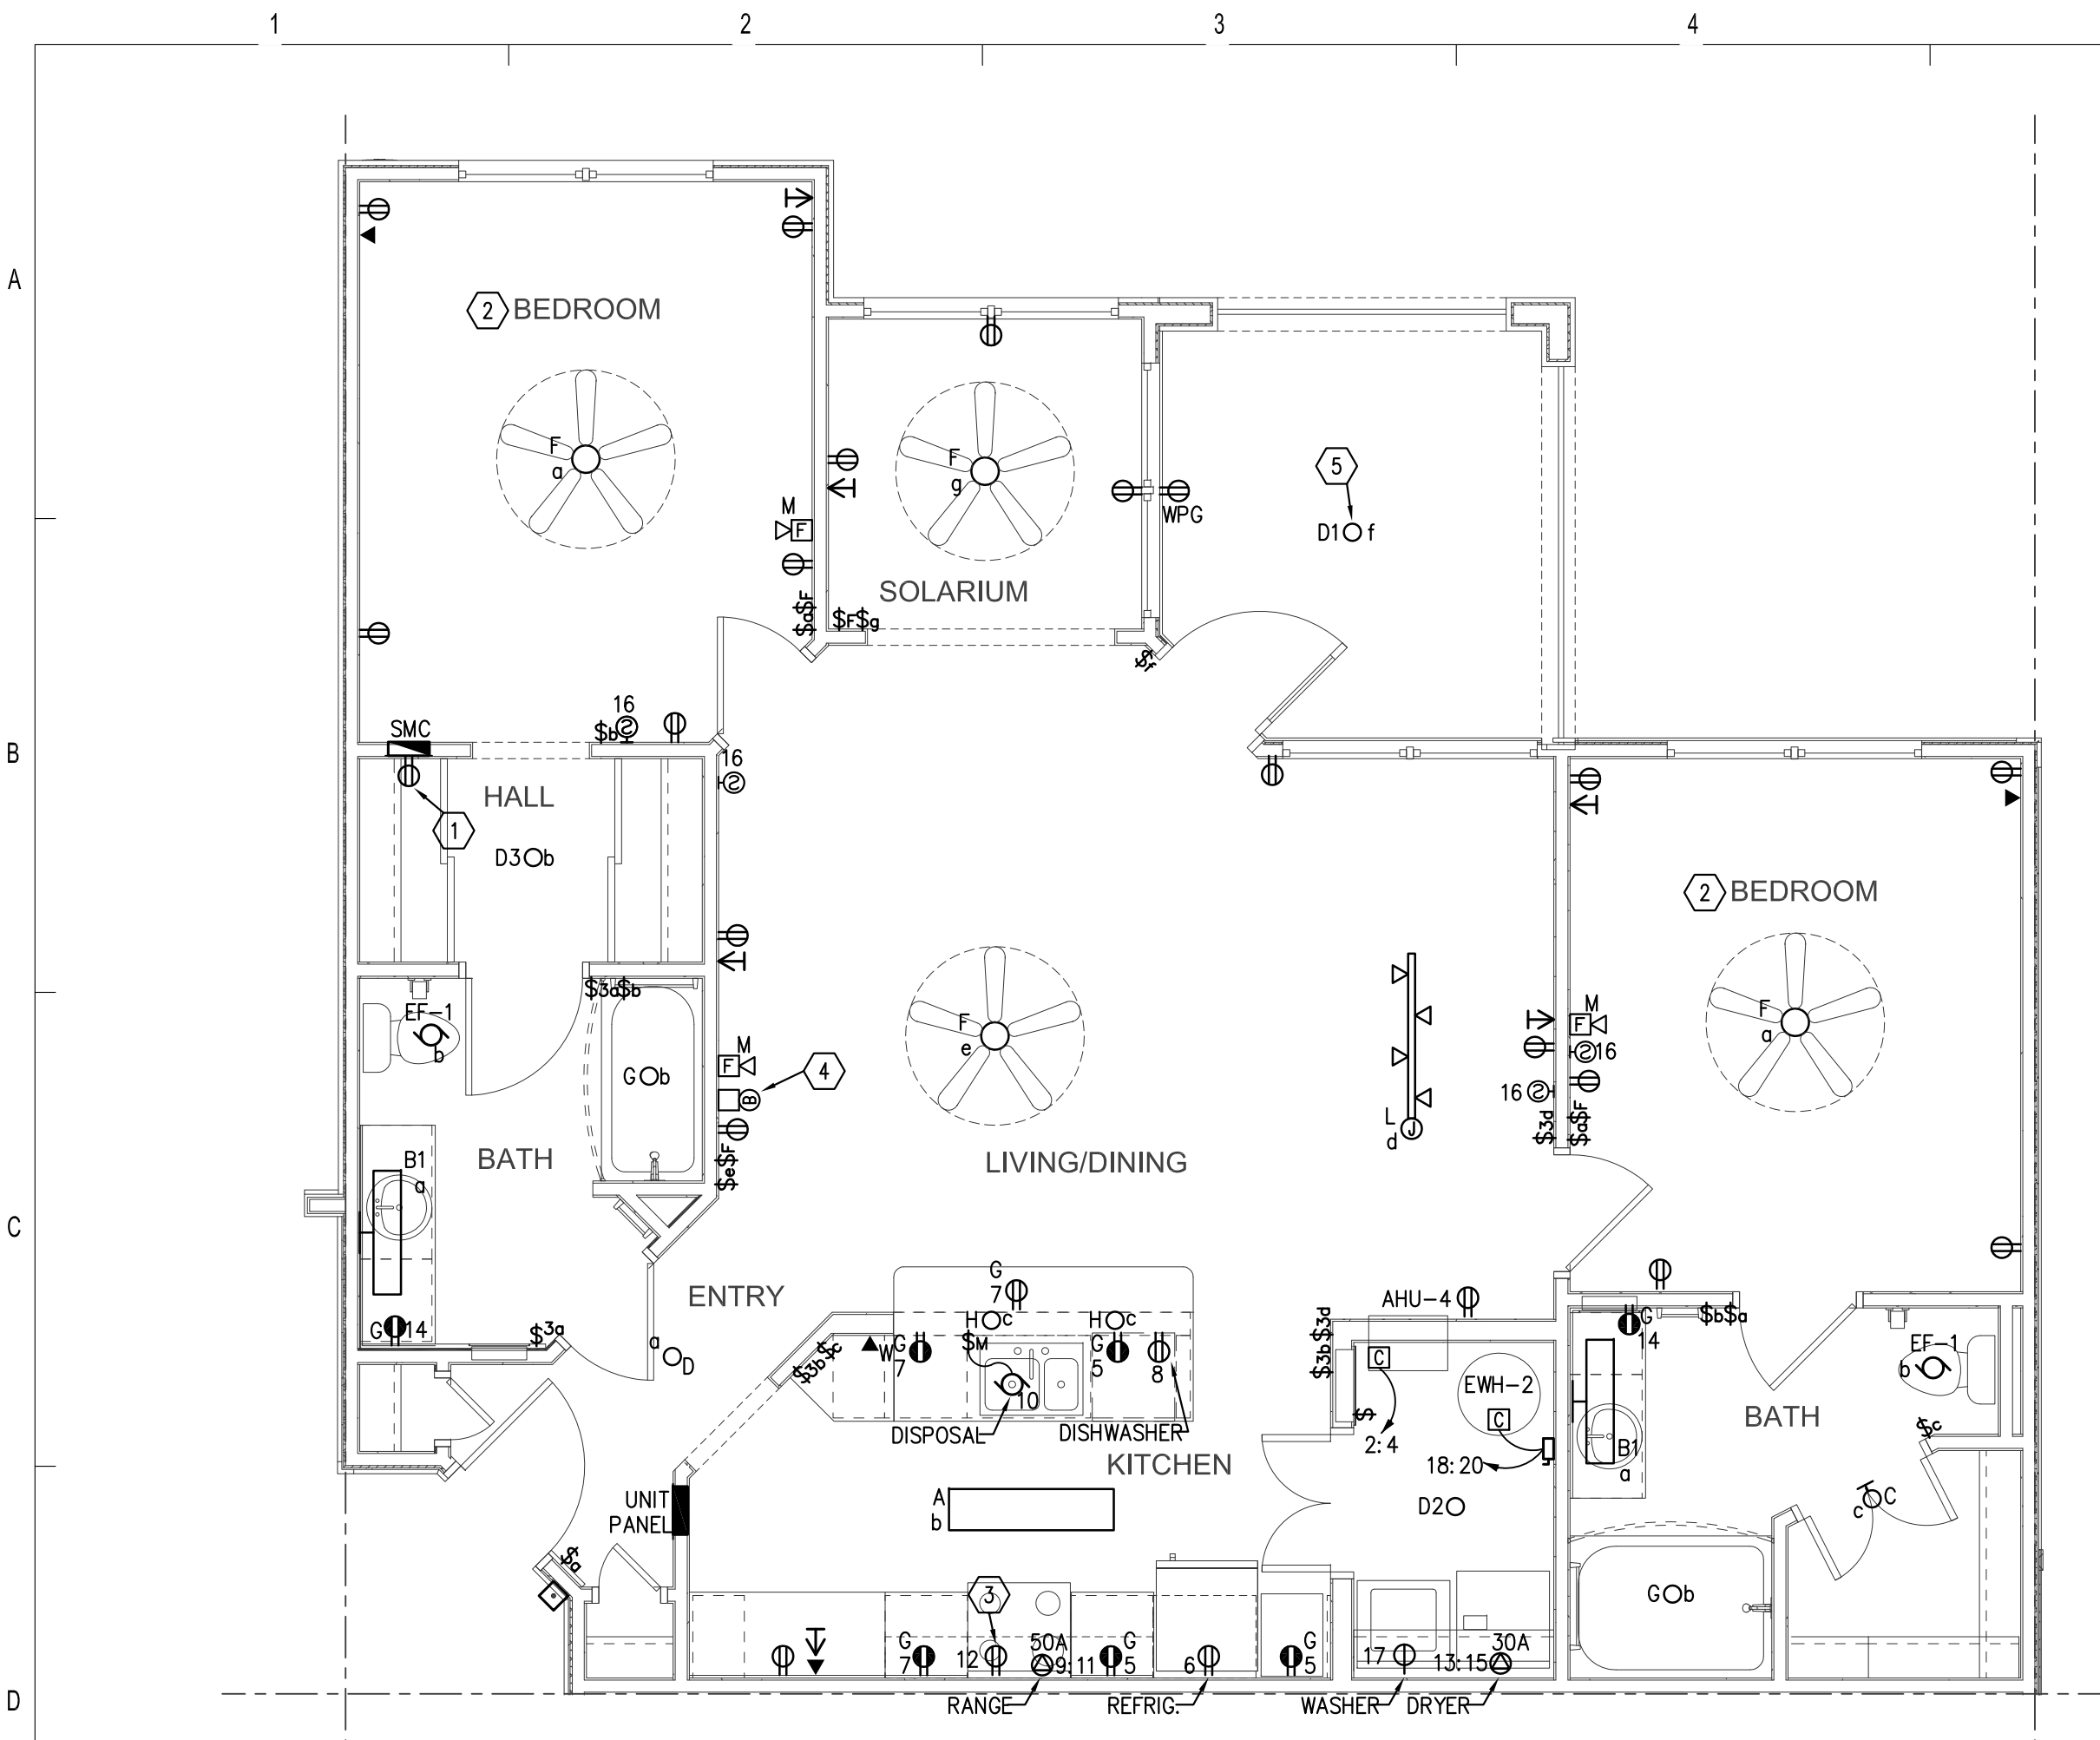 1 2 3 4
A
B
C
D
2 BEDROOM
F
a
M
F
$a$F
SOLARIUM
F
g
$F$g
WPG
5
D1 f
$f
SMC
$b
16
16
HALL
1
D3 b
$3a$b
EF-1
b
G b
BATH
B1
a
G 14
$3a
M
F
B
4
$e$F
LIVING/DINING
F
e
L
d
J
16
$3d
2 BEDROOM
F
a
M
F
16
$a$F
ENTRY
a
D
G
7
H c
H c
$3b$c
W
G
7
$M
10
G
5
8
DISPOSAL
DISHWASHER
KITCHEN
A
b
UNIT
PANEL
$a
AHU-4
$3b$3d
C
$
2:4
EWH-2
C
18:20
D2
G
14
$b$a
EF-1
b
BATH
B1
a
$c
c C
G b
3
G
7
12
50A
9:11
G
5
6
G
5
17
30A
13:15
RANGE
REFRIG.
WASHER
DRYER